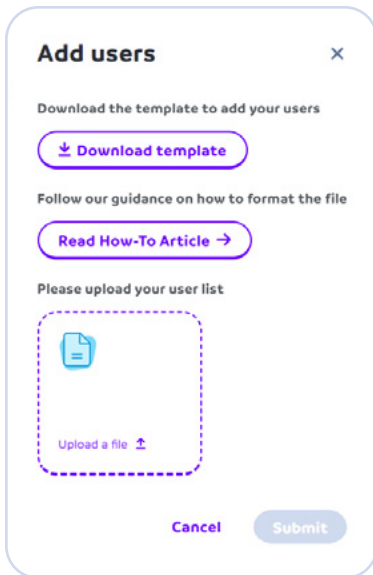 Add users
Download the template to add your users
Download template
Follow our guidance on how to format the file
Read How-To Article
Please upload your user list
Upload a file
Cancel
Submit